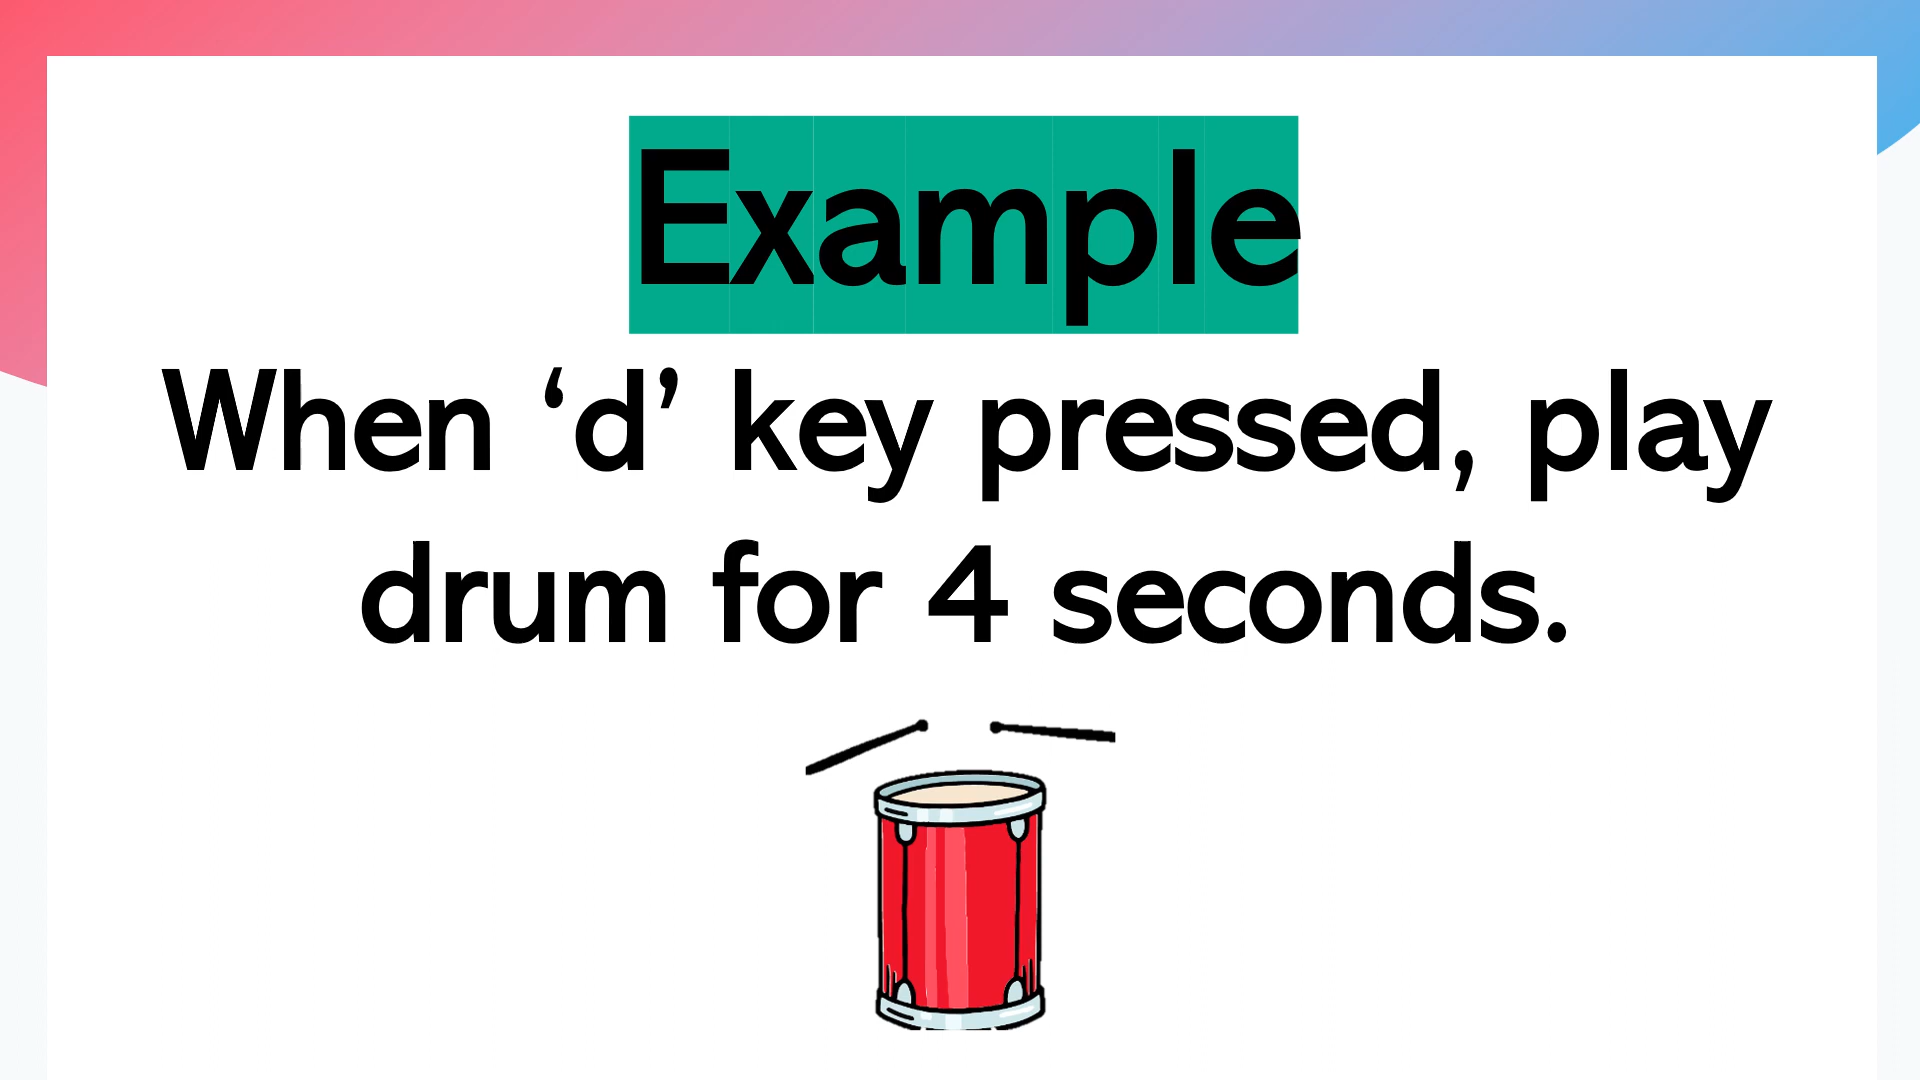 Example
When ‘d’ key pressed, play
drum for 4 seconds.